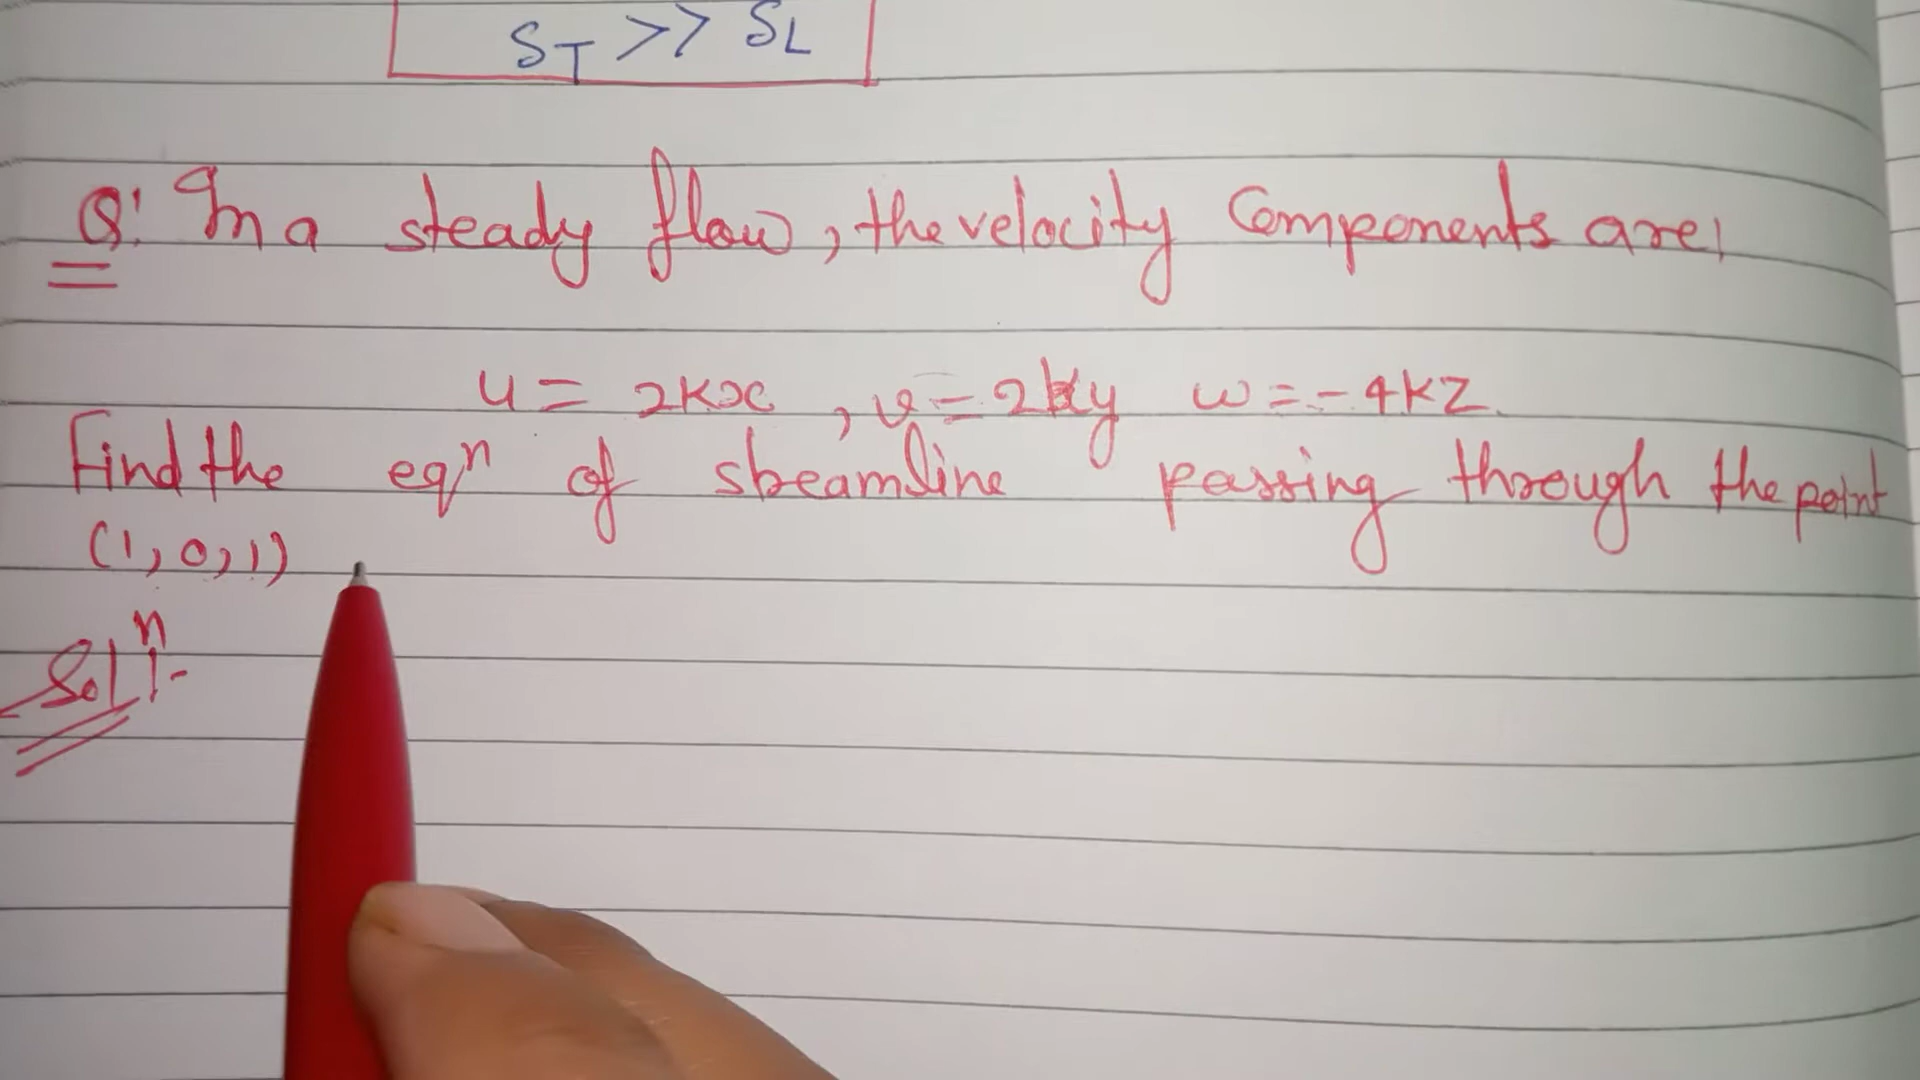 S_T >> S_L
Q: In a steady flow, the velocity Components are,
u = 2kx , v = 2ky w = -4kz.
Find the eqⁿ of streamline passing through the point
(1, 0, 1)
Solⁿ:-